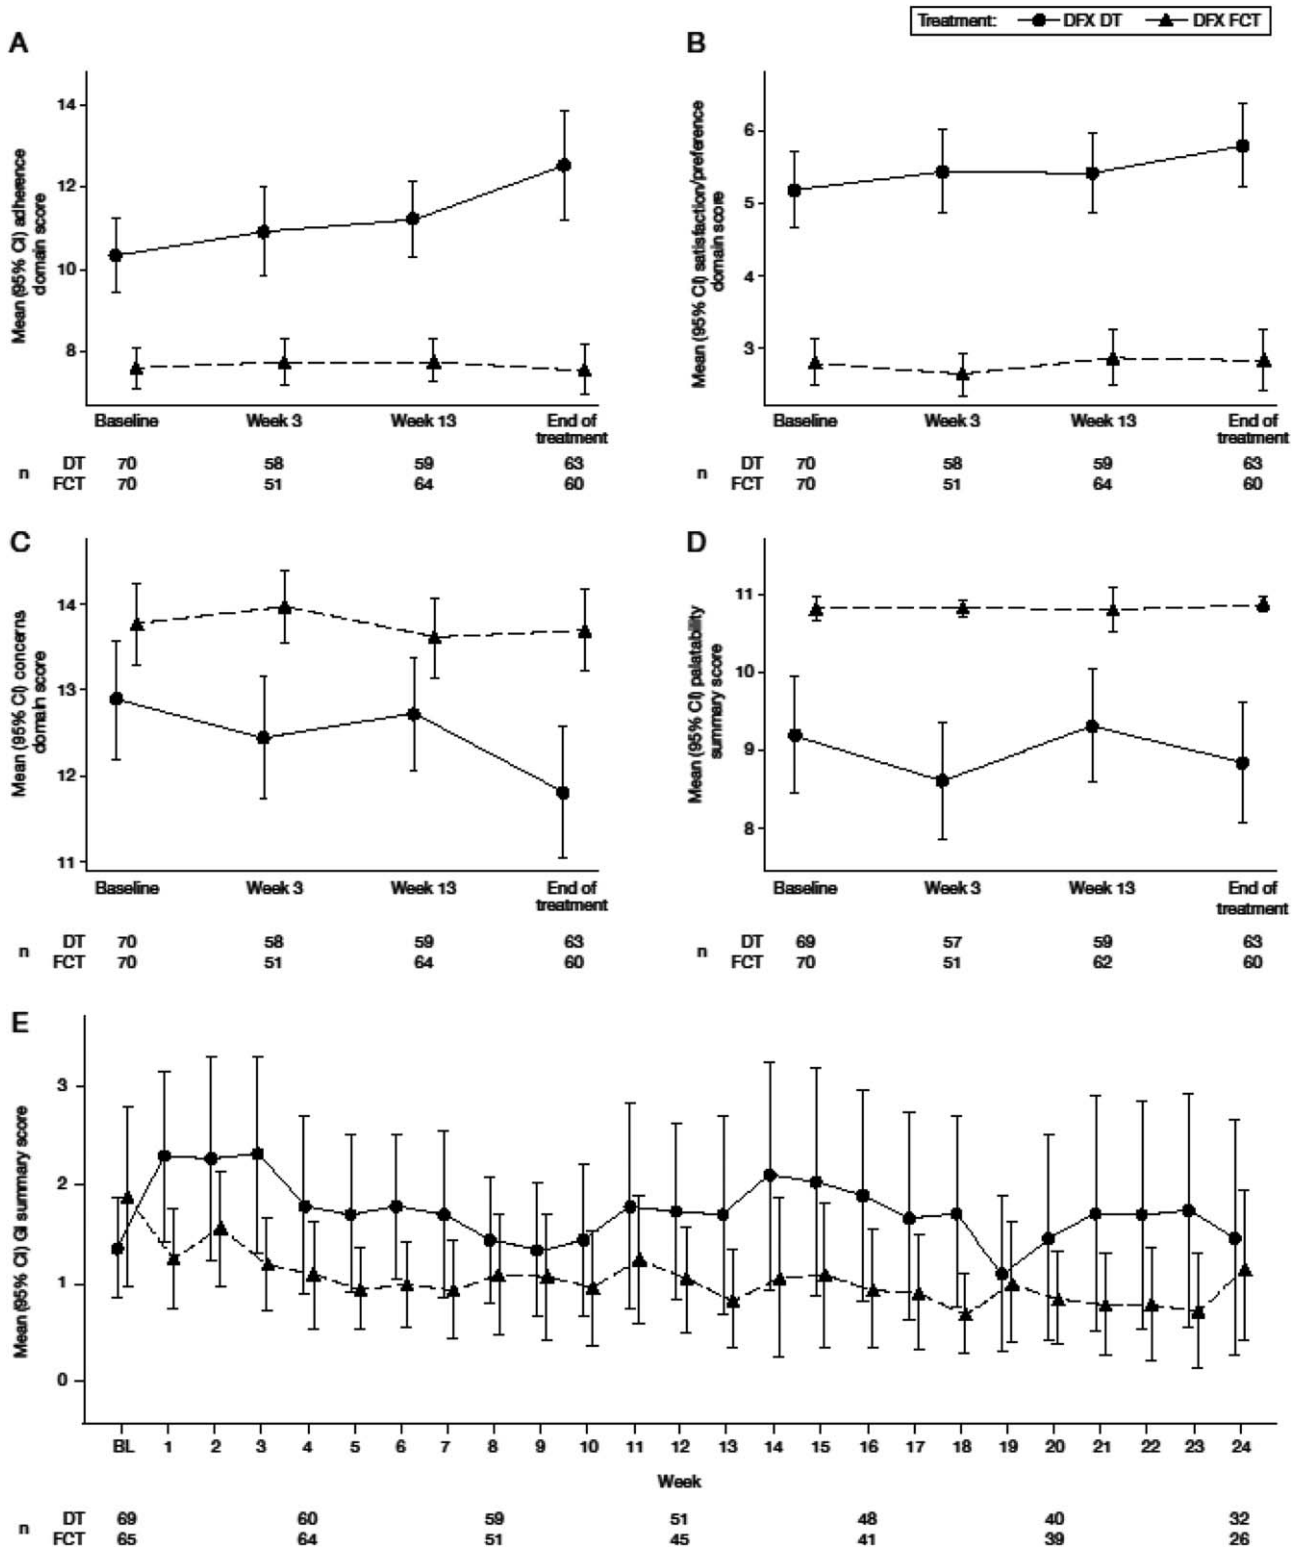 Treatment: DFX DT DFX FCT
A
Mean (95% CI) adherence
domain score
14
12
10
8
Baseline Week 3 Week 13 End of
treatment
n
DT 70 58 59 63
FCT 70 51 64 60
B
Mean (95% CI) satisfaction/preference
domain score
6
5
4
3
Baseline Week 3 Week 13 End of
treatment
n
DT 70 58 59 63
FCT 70 51 64 60
C
Mean (95% CI) concerns
domain score
14
13
12
11
Baseline Week 3 Week 13 End of
treatment
n
DT 70 58 59 63
FCT 70 51 64 60
D
Mean (95% CI) palatability
summary score
11
10
9
8
Baseline Week 3 Week 13 End of
treatment
n
DT 69 57 59 63
FCT 70 51 62 60
E
Mean (95% CI) GI summary score
3
2
1
0
BL 1 2 3 4 5 6 7 8 9 10 11 12 13 14 15 16 17 18 19 20 21 22 23 24
Week
n
DT 69 60 59 51 48 40 32
FCT 65 64 51 45 41 39 26